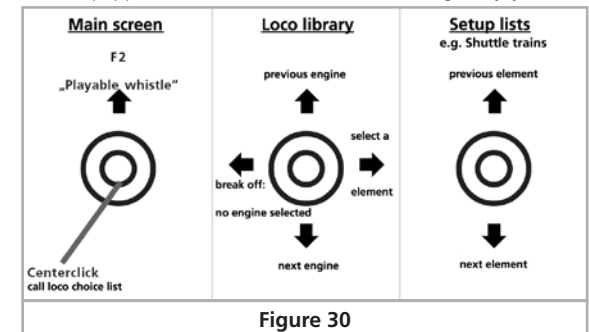 Main screen
F2
„Playable whistle“
Centerclick
call loco choice list
Loco library
previous engine
select a
element
break off:
no engine selected
next engine
Setup lists
e.g. Shuttle trains
previous element
next element
Figure 30